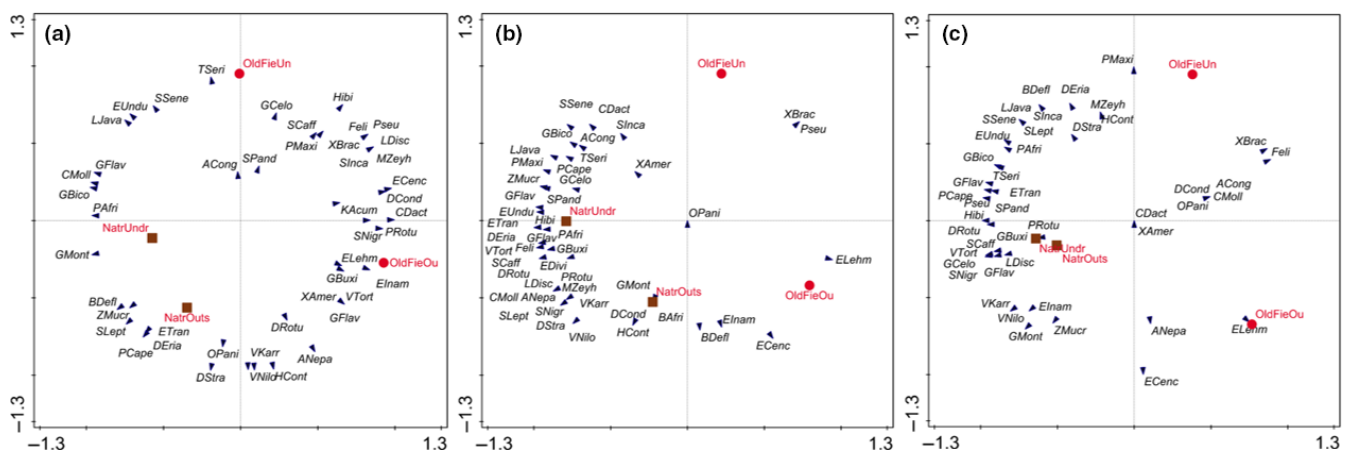 1.3
(a)
TSeri
OldFieUn
EUndu
SSene
LJava
GCelo
Hibi
SCaff
Feli
Pseu
PMaxi
XBrac
LDisc
SInca
MZeyh
ACong
SPand
GFlav
CMoll
GBico
ECenc
DCond
PAfri
KAcum
CDact
NatrUndr
SNigr
PRotu
GMont
ELehm
OldFieOu
GBuxi
EInam
BDefl
ZMucr
NatrOuts
XAmer
VTort
GFlav
SLept
ETran
DEria
PCape
DRotu
OPani
VKarr
ANepa
DStra
VNilo
HCont
−1.3
−1.3
1.3
1.3
(b)
OldFieUn
SSene
CDact
SInca
XBrac
Pseu
GBico
ACong
LJava
PMaxi
TSeri
XAmer
PCape
ZMucr
GCelo
GFlav
SPand
EUndu
NatrUndr
OPani
ETran
Hibi
DEria
GFlav
PAfri
VTort
Feli
GBuxi
SCaff
EDivi
ELehm
DRotu
PRotu
LDisc
MZeyh
GMont
NatrOuts
OldFieOu
CMoll
ANepa
SNigr
VKarr
SLept
DCond
BAfri
DStra
HCont
EInam
VNilo
BDefl
ECenc
−1.3
−1.3
1.3
1.3
(c)
PMaxi
OldFieUn
BDefl
DEria
LJava
MZeyh
SSene
SInca
HCont
SLept
DStra
EUndu
PAfri
XBrac
Feli
GBico
TSeri
GFlav
ETran
ACong
DCond
PCape
Pseu
CMoll
OPani
SPand
Hibi
CDact
DRotu
PRotu
XAmer
SCaff
GBuxi
NatrUndr
VTort
NatrOuts
GCelo
LDisc
SNigr
GFlav
VKarr
EInam
VNilo
ZMucr
GMont
ANepa
OldFieOu
ELehm
ECenc
−1.3
−1.3
1.3